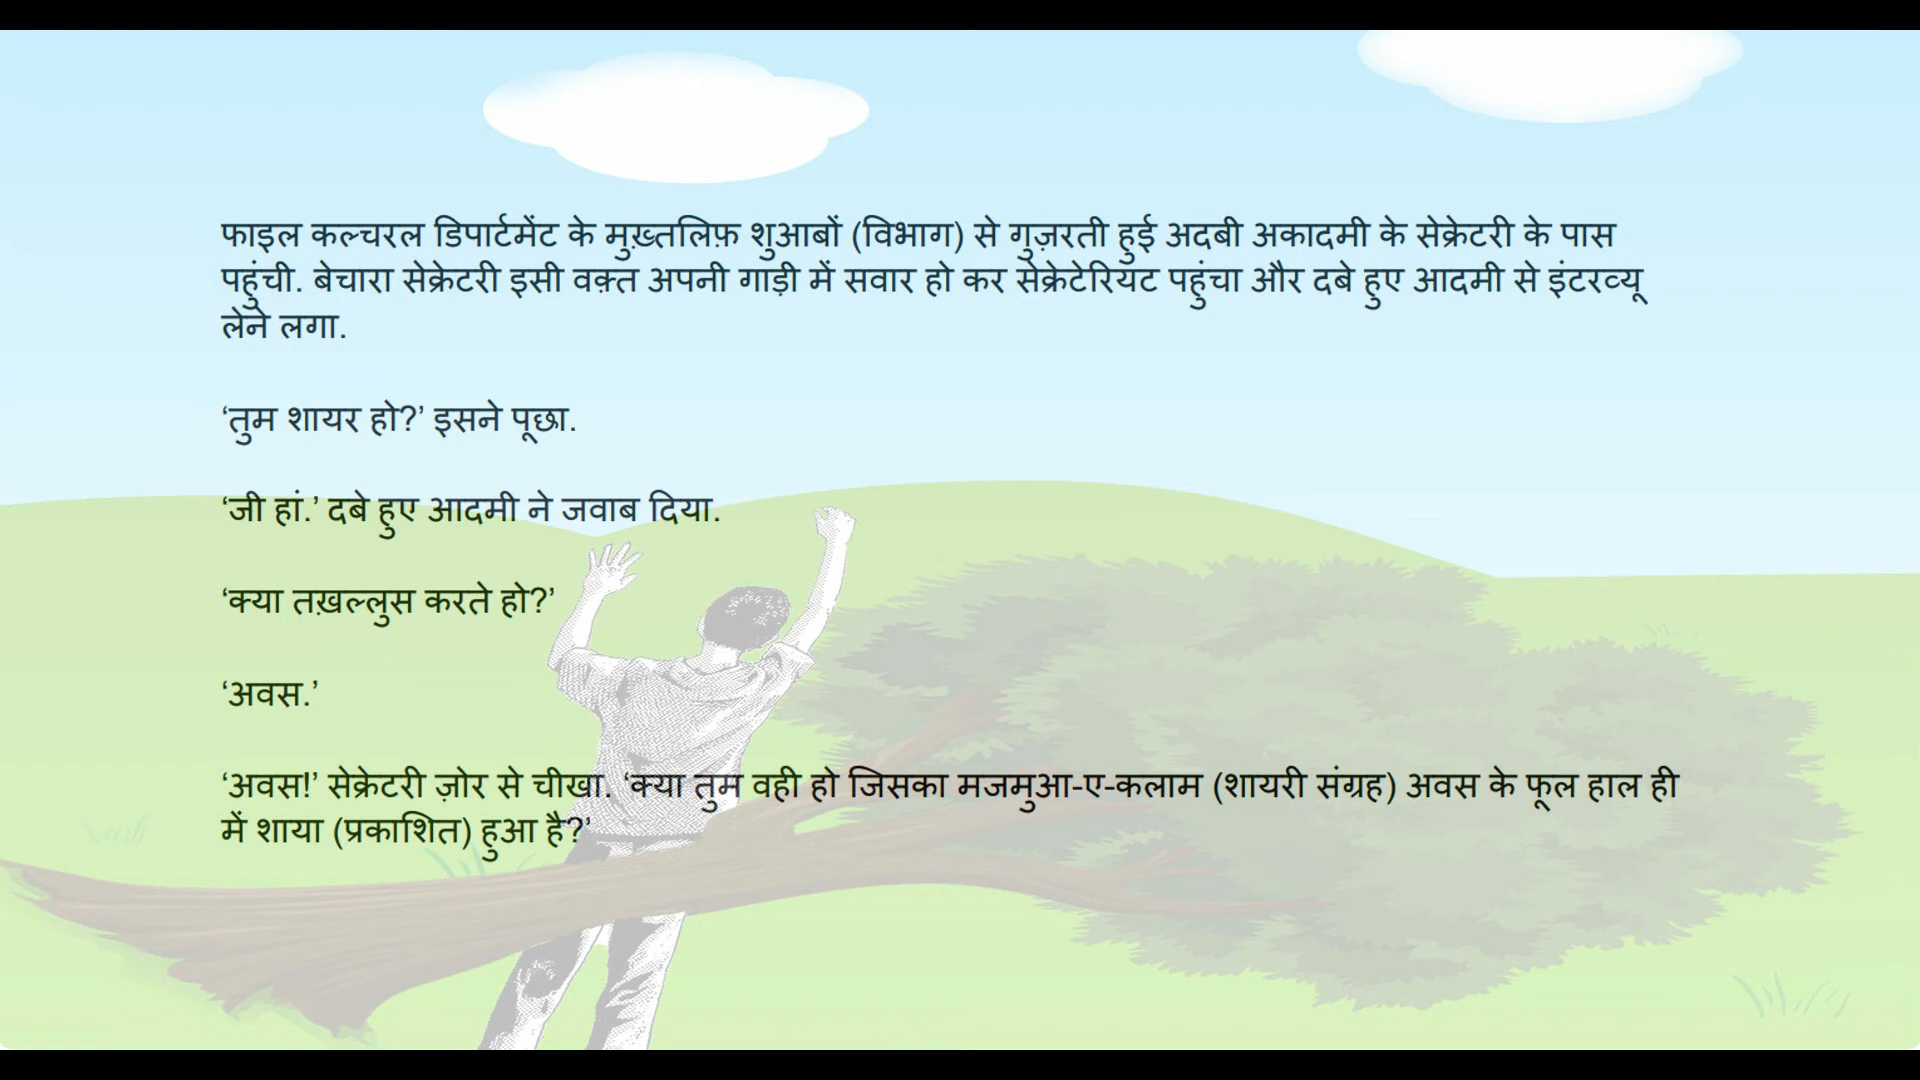 फाइल कल्चरल डिपार्टमेंट के मुख़्तलिफ़ शुआबों (विभाग) से गुज़रती हुई अदबी अकादमी के सेक्रेटरी के पास
पहुंची. बेचारा सेक्रेटरी इसी वक़्त अपनी गाड़ी में सवार हो कर सेक्रेटेरियट पहुंचा और दबे हुए आदमी से इंटरव्यू
लेने लगा.
‘तुम शायर हो?’ इसने पूछा.
‘जी हां.’ दबे हुए आदमी ने जवाब दिया.
‘क्या तख़ल्लुस करते हो?’
‘अवस.’
‘अवस!’ सेक्रेटरी ज़ोर से चीखा. ‘क्या तुम वही हो जिसका मजमुआ-ए-कलाम (शायरी संग्रह) अवस के फूल हाल ही
में शाया (प्रकाशित) हुआ है?’